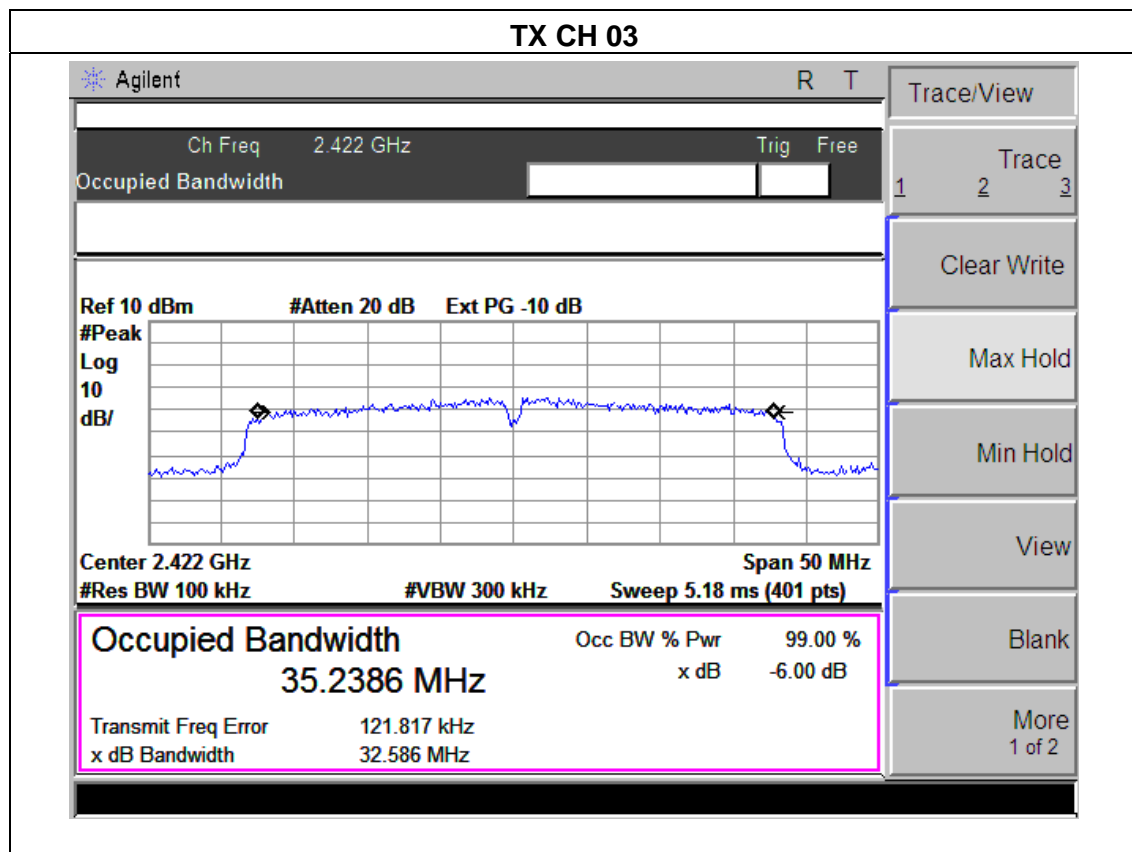 TX CH 03
Agilent R T
Trace/View
Ch Freq 2.422 GHz Trig Free
Occupied Bandwidth
Trace
1 2 3
Clear Write
Ref 10 dBm #Atten 20 dB Ext PG -10 dB
#Peak
Log
10
dB/
Max Hold
Min Hold
Center 2.422 GHz Span 50 MHz
#Res BW 100 kHz #VBW 300 kHz Sweep 5.18 ms (401 pts)
View
Occupied Bandwidth Occ BW % Pwr 99.00 %
35.2386 MHz x dB -6.00 dB
Blank
Transmit Freq Error 121.817 kHz
x dB Bandwidth 32.586 MHz
More
1 of 2